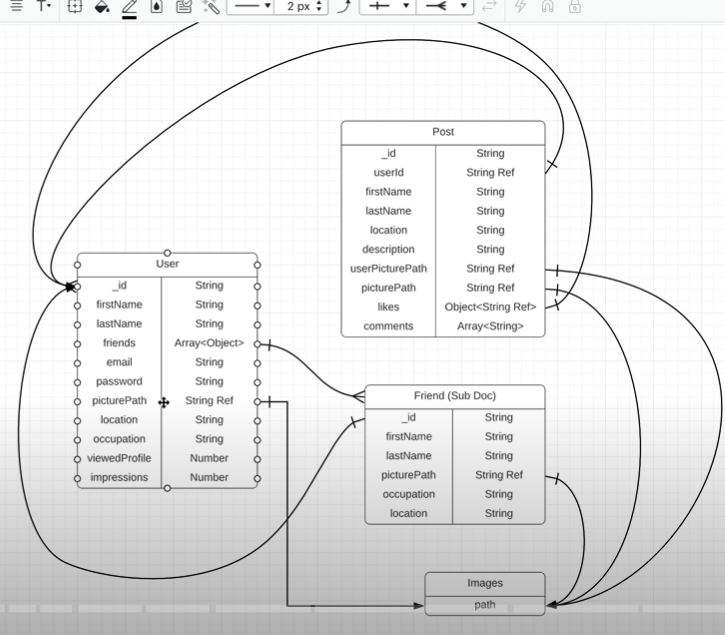 T
2 px
Post
_id String
userId String Ref
firstName String
lastName String
location String
description String
userPicturePath String Ref
picturePath String Ref
likes Object<String Ref>
comments Array<String>
User
_id String
firstName String
lastName String
friends Array<Object>
email String
password String
picturePath String Ref
location String
occupation String
viewedProfile Number
impressions Number
Friend (Sub Doc)
_id String
firstName String
lastName String
picturePath String Ref
occupation String
location String
Images
path